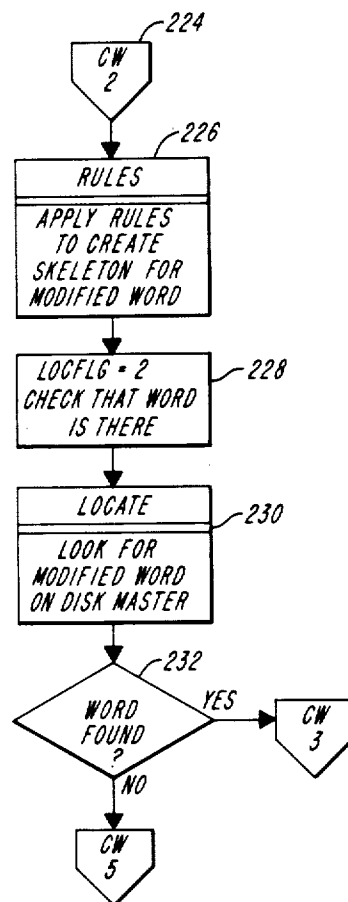 224
CW
2
226
RULES
APPLY RULES
TO CREATE
SKELETON FOR
MODIFIED WORD
LOCFLG = 2
CHECK THAT WORD
IS THERE
228
LOCATE
230
LOOK FOR
MODIFIED WORD
ON DISK MASTER
232
WORD
FOUND
?
YES
CW
3
NO
CW
5